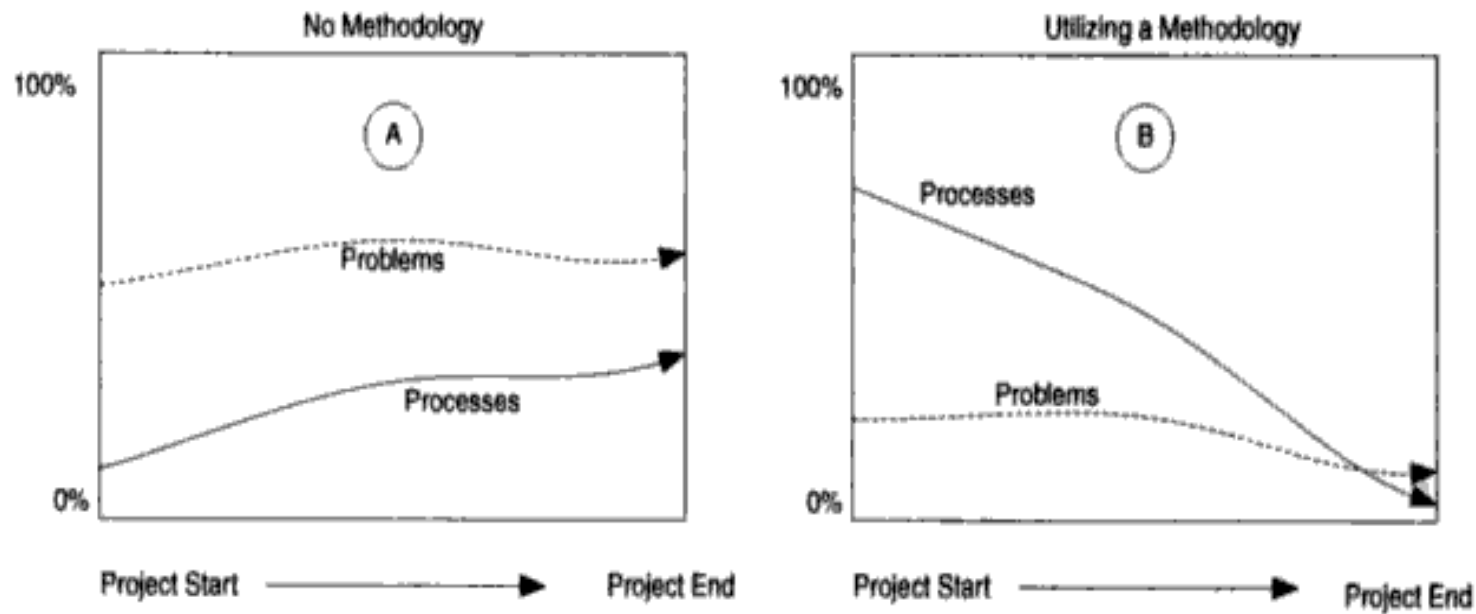 No Methodology
100%
A
Problems
Processes
0%
Project Start
Project End
Utilizing a Methodology
100%
B
Processes
Problems
0%
Project Start
Project End